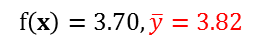 f(𝐱) = 3.70, ȳ = 3.82